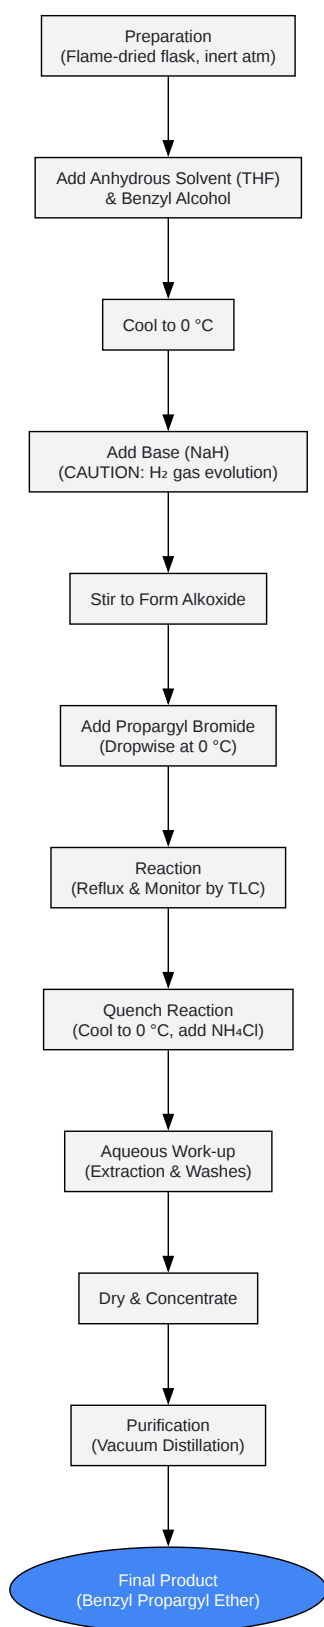 Preparation
(Flame-dried flask, inert atm)
Add Anhydrous Solvent (THF)
& Benzyl Alcohol
Cool to 0 °C
Add Base (NaH)
(CAUTION: H₂ gas evolution)
Stir to Form Alkoxide
Add Propargyl Bromide
(Dropwise at 0 °C)
Reaction
(Reflux & Monitor by TLC)
Quench Reaction
(Cool to 0 °C, add NH₄Cl)
Aqueous Work-up
(Extraction & Washes)
Dry & Concentrate
Purification
(Vacuum Distillation)
Final Product
(Benzyl Propargyl Ether)